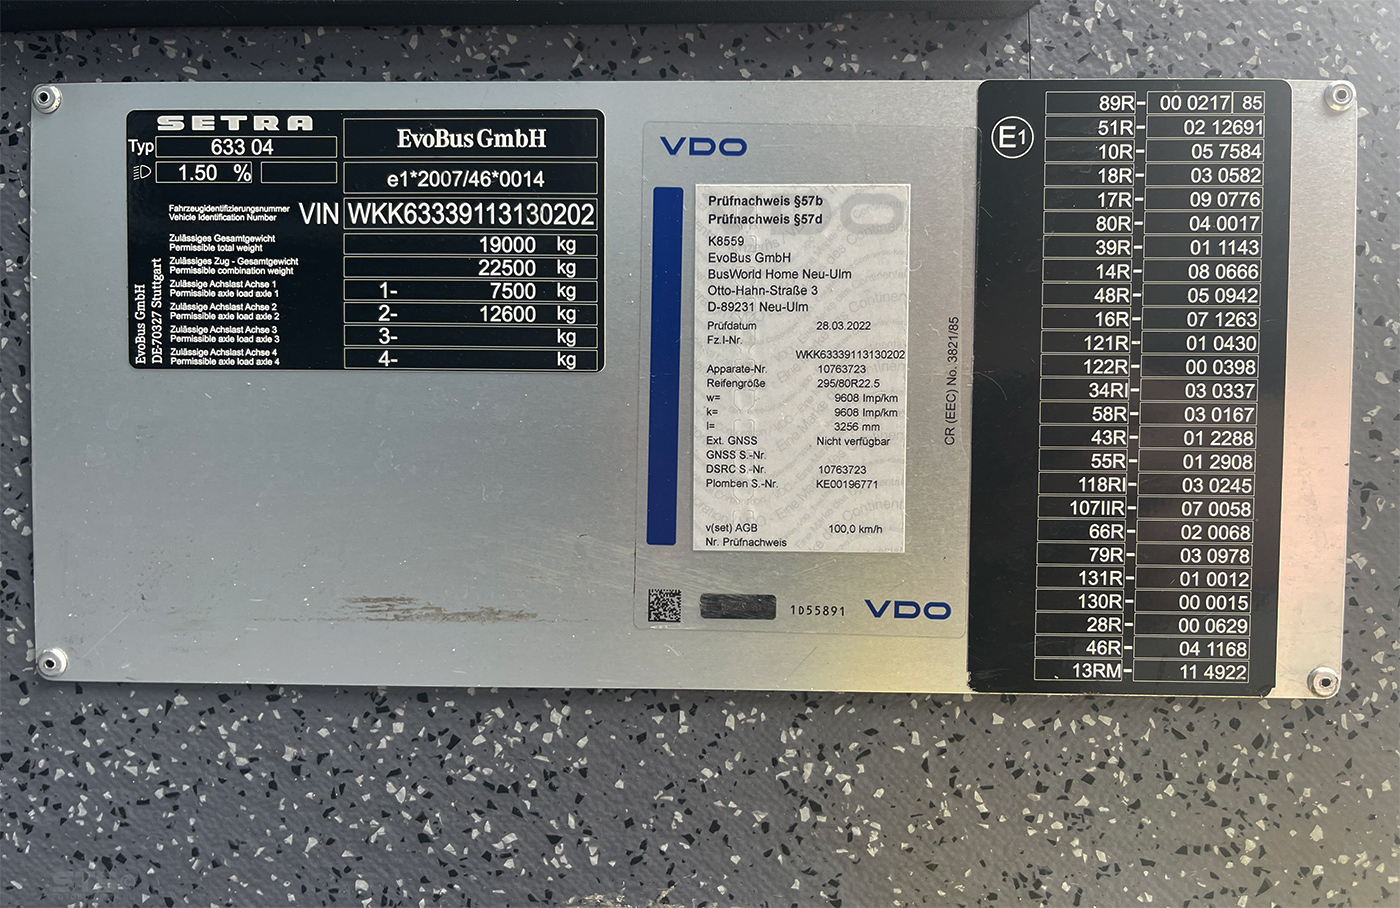 SETRA
Typ 633 04
1.50 %
EvoBus GmbH
e1*2007/46*0014
Fahrzeugidentifizierungsnummer
Vehicle Identification Number
VIN WKK63339113130202
Zulässiges Gesamtgewicht
Permissible total weight
19000 kg
Zulässiges Zug - Gesamtgewicht
Permissible combination weight
22500 kg
Zulässige Achslast Achse 1
Permissible axle load axle 1
1- 7500 kg
Zulässige Achslast Achse 2
Permissible axle load axle 2
2- 12600 kg
Zulässige Achslast Achse 3
Permissible axle load axle 3
3- kg
Zulässige Achslast Achse 4
Permissible axle load axle 4
4- kg
EvoBus GmbH
DE-70327 Stuttgart
VDO
Prüfnachweis §57b
Prüfnachweis §57d
K8559
EvoBus GmbH
BusWorld Home Neu-Ulm
Otto-Hahn-Straße 3
D-89231 Neu-Ulm
Prüfdatum 28.03.2022
Fz.I-Nr.
WKK63339113130202
Apparate-Nr. 10763723
Reifengröße 295/80R22.5
w= 9608 Imp/km
k= 9608 Imp/km
l= 3256 mm
Ext. GNSS Nicht verfügbar
GNSS S.-Nr.
DSRC S.-Nr. 10763723
Plomben S.-Nr. KE00196771
v(set) AGB 100,0 km/h
Nr. Prüfnachweis
1D55891 VDO
CR (EEC) No. 3821/85
E1
89R- 00 0217 85
51R- 02 12691
10R- 05 7584
18R- 03 0582
17R- 09 0776
80R- 04 0017
39R- 01 1143
14R- 08 0666
48R- 05 0942
16R- 07 1263
121R- 01 0430
122R- 00 0398
34RI- 03 0337
58R- 03 0167
43R- 01 2288
55R- 01 2908
118RI- 03 0245
107IIR- 07 0058
66R- 02 0068
79R- 03 0978
131R- 01 0012
130R- 00 0015
28R- 00 0629
46R- 04 1168
13RM- 11 4922